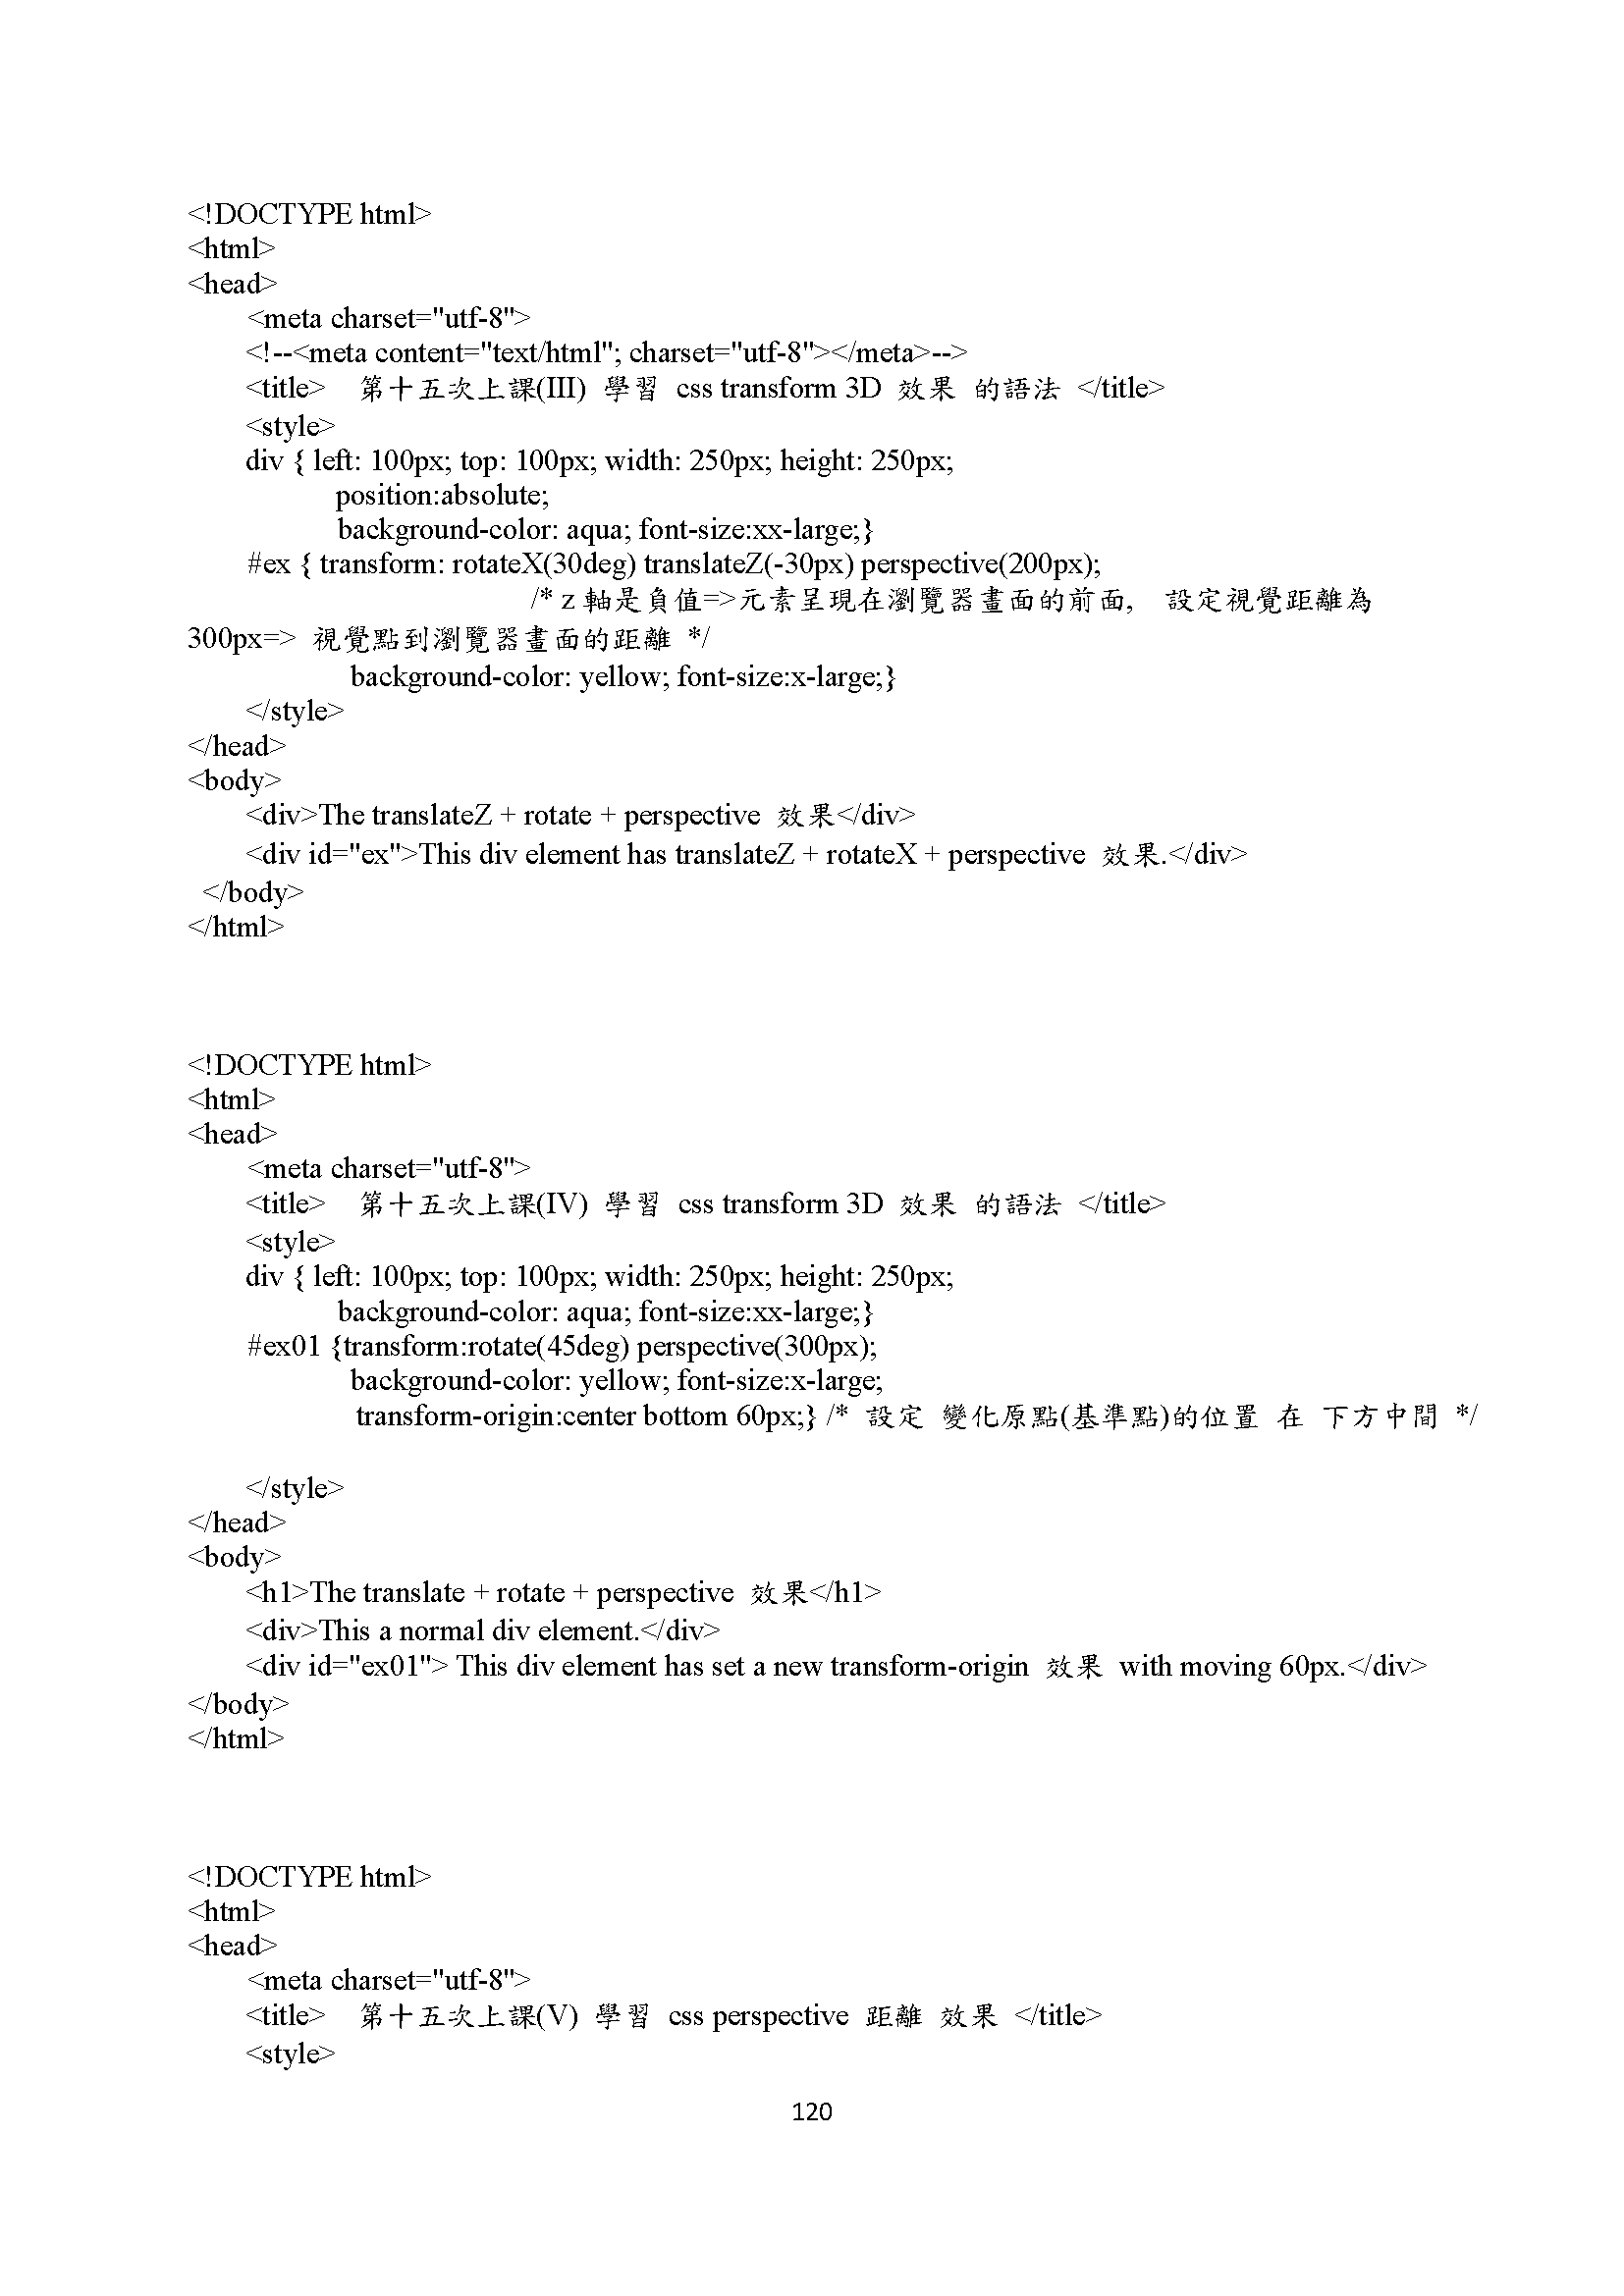 <!DOCTYPE html>
<html>
<head>
<meta charset="utf-8">
<!--<meta content="text/html"; charset="utf-8"></meta>-->
<title>  第十五次上課(III) 學習 css transform 3D 效果 的語法 </title>
<style>
div { left: 100px; top: 100px; width: 250px; height: 250px;
position:absolute;
background-color: aqua; font-size:xx-large;}
#ex { transform: rotateX(30deg) translateZ(-30px) perspective(200px);
/* z 軸是負值=>元素呈現在瀏覽器畫面的前面,  設定視覺距離為
300px=> 視覺點到瀏覽器畫面的距離 */
background-color: yellow; font-size:x-large;}
</style>
</head>
<body>
<div>The translateZ + rotate + perspective 效果</div>
<div id="ex">This div element has translateZ + rotateX + perspective 效果.</div>
</body>
</html>
<!DOCTYPE html>
<html>
<head>
<meta charset="utf-8">
<title>  第十五次上課(IV) 學習 css transform 3D 效果 的語法 </title>
<style>
div { left: 100px; top: 100px; width: 250px; height: 250px;
background-color: aqua; font-size:xx-large;}
#ex01 {transform:rotate(45deg) perspective(300px);
background-color: yellow; font-size:x-large;
transform-origin:center bottom 60px;} /* 設定 變化原點(基準點)的位置 在 下方中間 */
</style>
</head>
<body>
<h1>The translate + rotate + perspective 效果</h1>
<div>This a normal div element.</div>
<div id="ex01"> This div element has set a new transform-origin 效果 with moving 60px.</div>
</body>
</html>
<!DOCTYPE html>
<html>
<head>
<meta charset="utf-8">
<title>  第十五次上課(V) 學習 css perspective 距離 效果 </title>
<style>
120